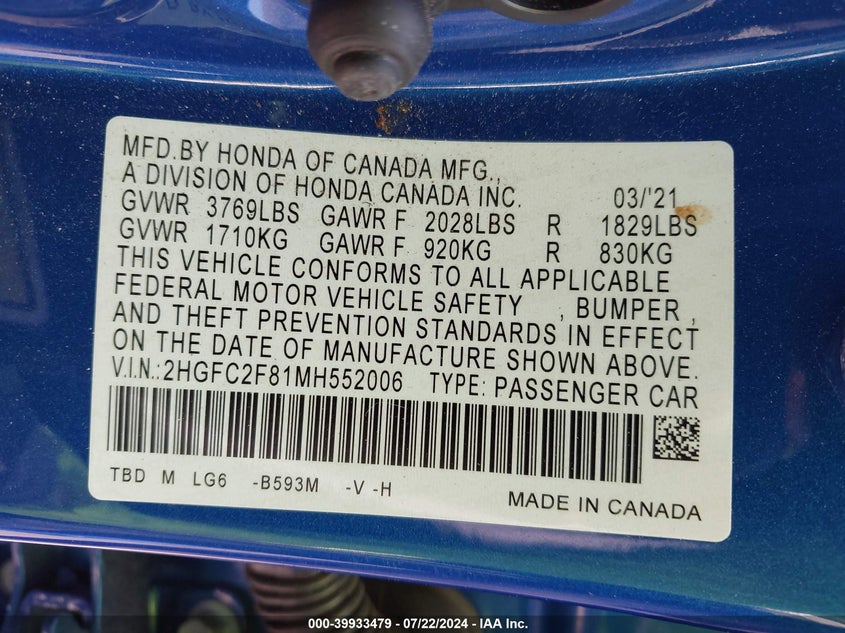 MFD.BY HONDA OF CANADA MFG.,
A DIVISION OF HONDA CANADA INC. 03/'21
GVWR 3769LBS GAWR F 2028LBS R 1829LBS
GVWR 1710KG GAWR F 920KG R 830KG
THIS VEHICLE CONFORMS TO ALL APPLICABLE
FEDERAL MOTOR VEHICLE SAFETY , BUMPER ,
AND THEFT PREVENTION STANDARDS IN EFFECT
ON THE DATE OF MANUFACTURE SHOWN ABOVE.
V.I.N.:2HGFC2F81MH552006 TYPE: PASSENGER CAR
TBD M LG6 -B593M -V -H
MADE IN CANADA
000-39933479 - 07/22/2024 - IAA Inc.